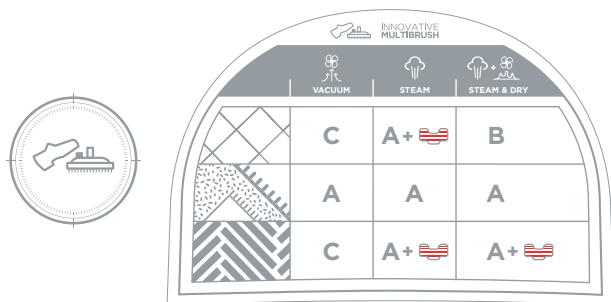 INNOVATIVE
MULTIBRUSH
VACUUM STEAM STEAM & DRY
C A+ B
A A A
C A+ A+